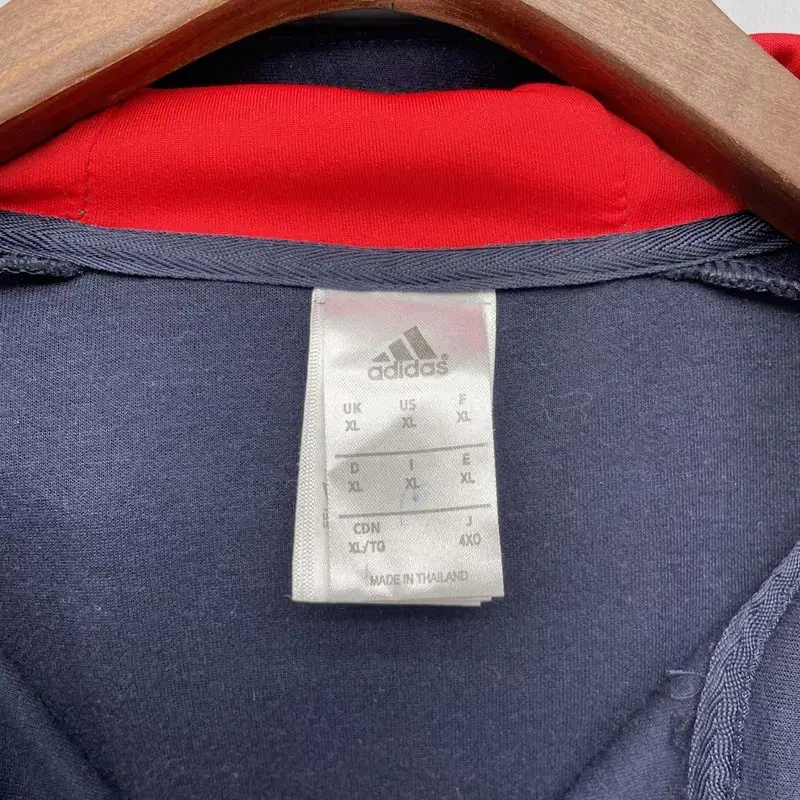 adidas®
UK US F
XL XL XL
D I E
XL XL XL
CDN J
XL/TG 4XO
MADE IN THAILAND